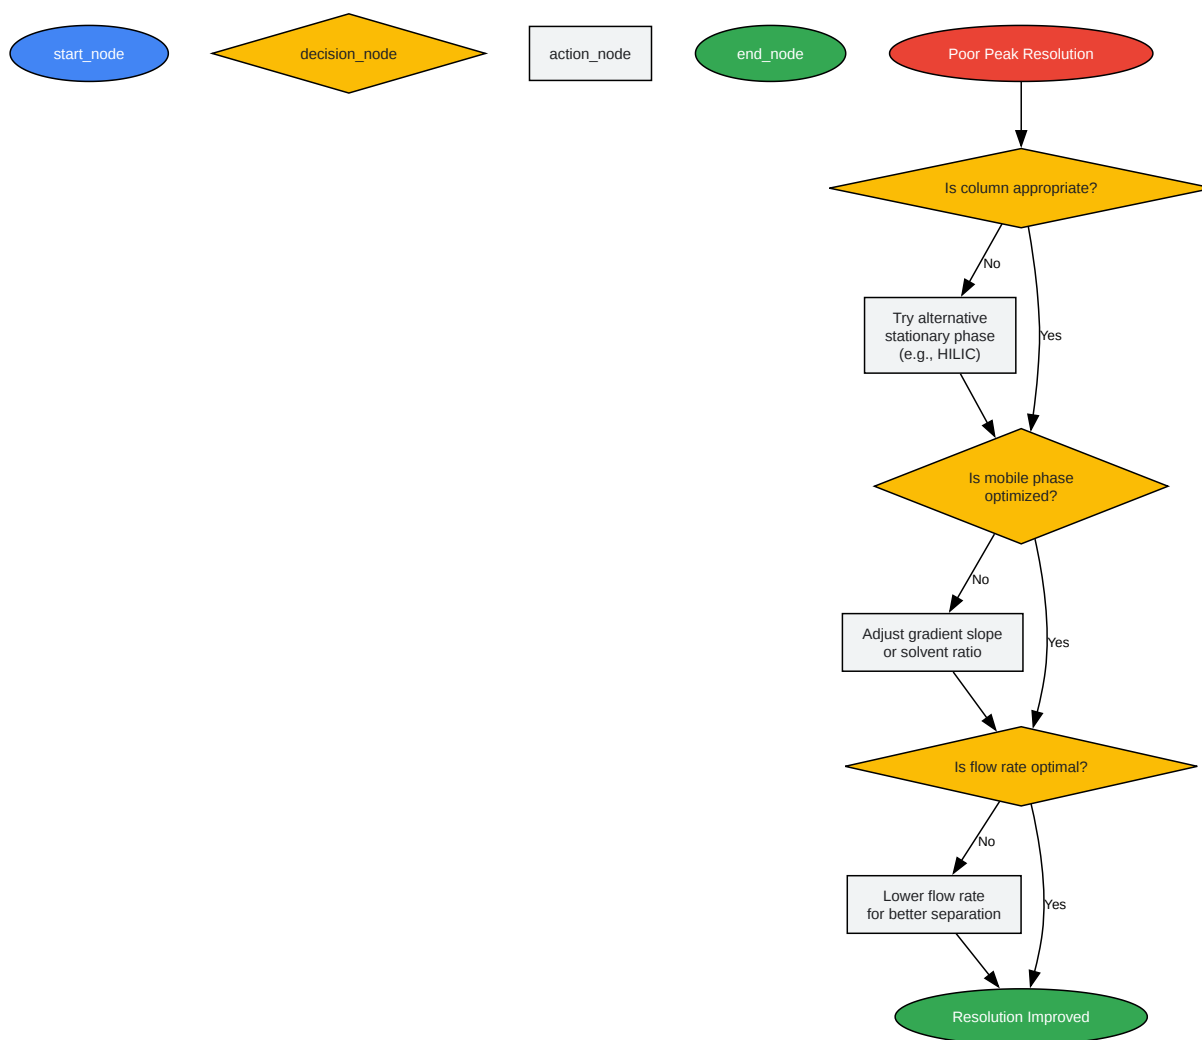 start_node
decision_node
action_node
end_node
Poor Peak Resolution
Is column appropriate?
No
Try alternative
stationary phase
(e.g., HILIC)
Yes
Is mobile phase
optimized?
No
Adjust gradient slope
or solvent ratio
Yes
Is flow rate optimal?
No
Lower flow rate
for better separation
Yes
Resolution Improved